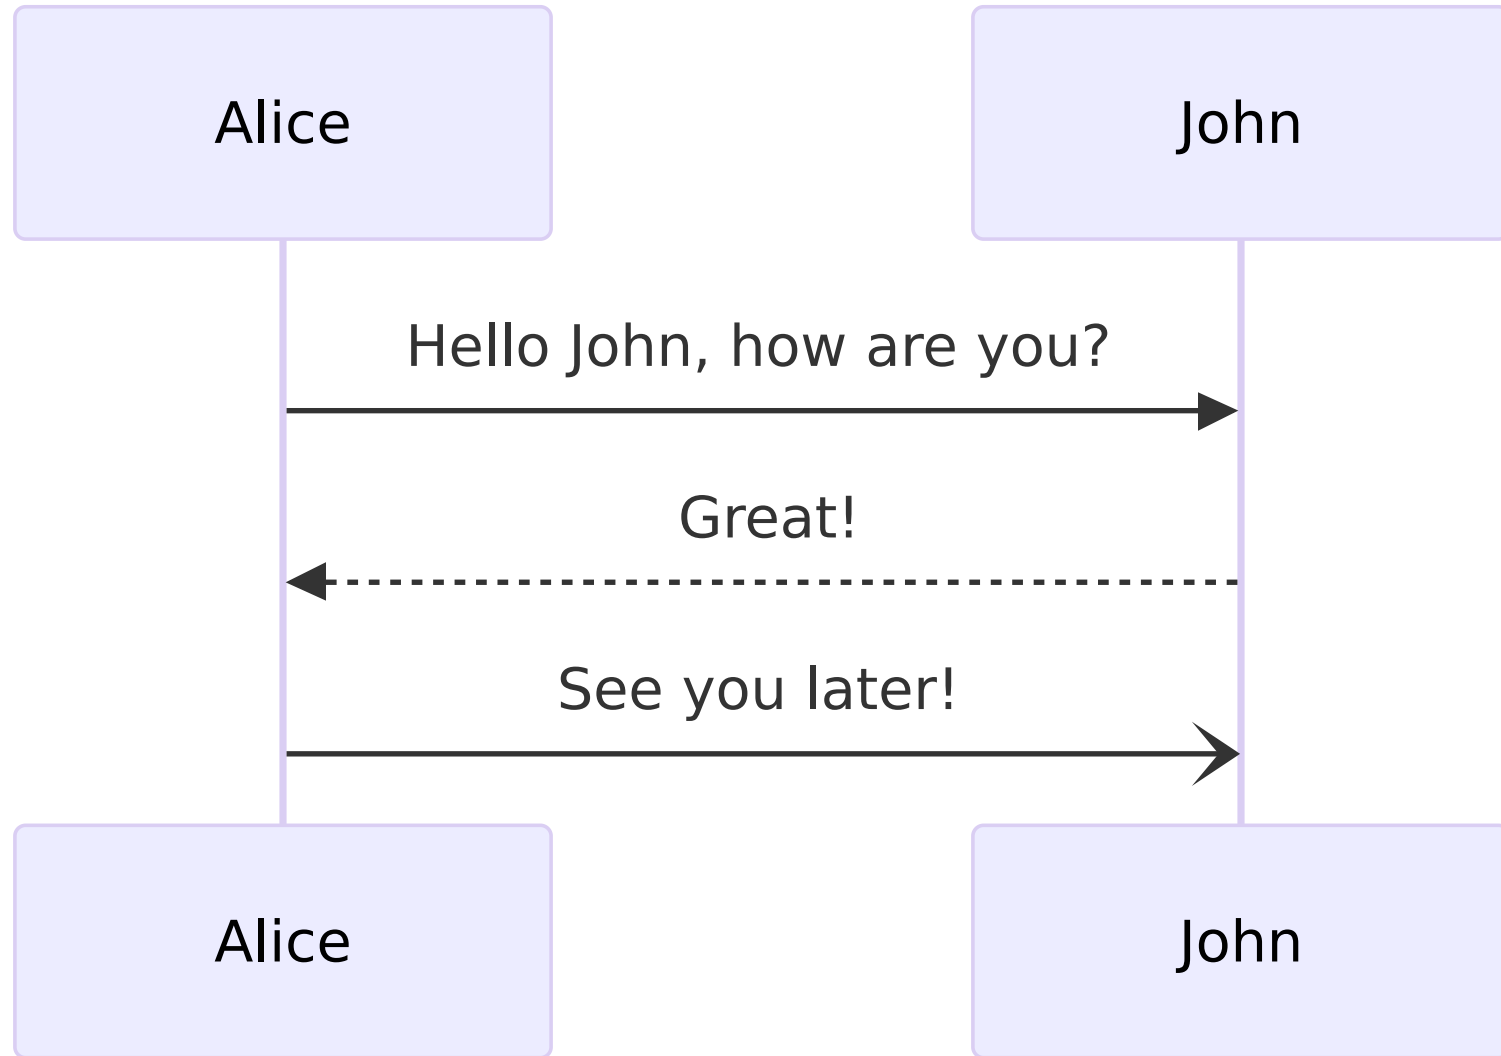 Alice
John
Hello John, how are you?
Great!
See you later!
Alice
John